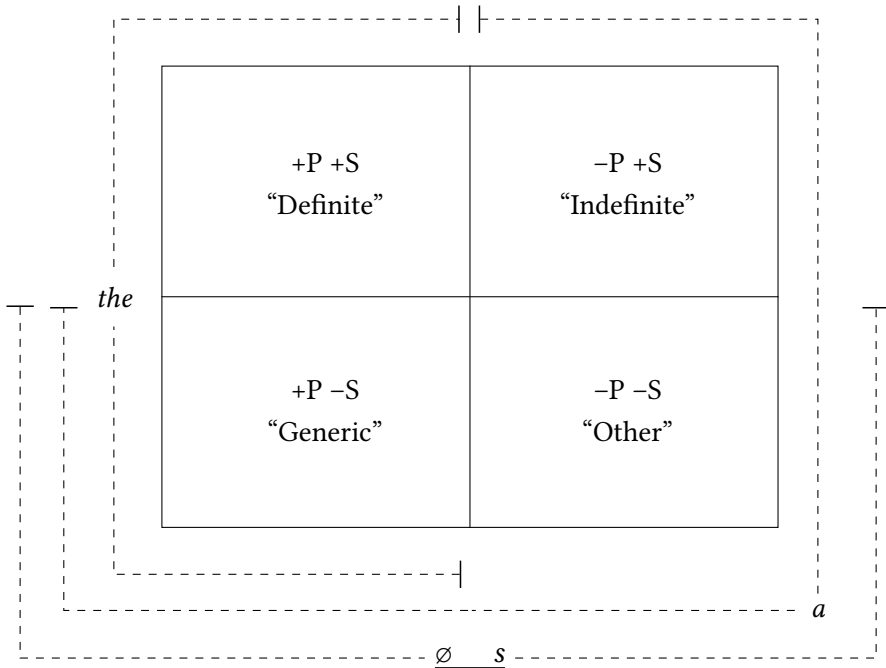 +P +S
“Definite”
–P +S
“Indefinite”
the
+P –S
“Generic”
–P –S
“Other”
a
∅ s